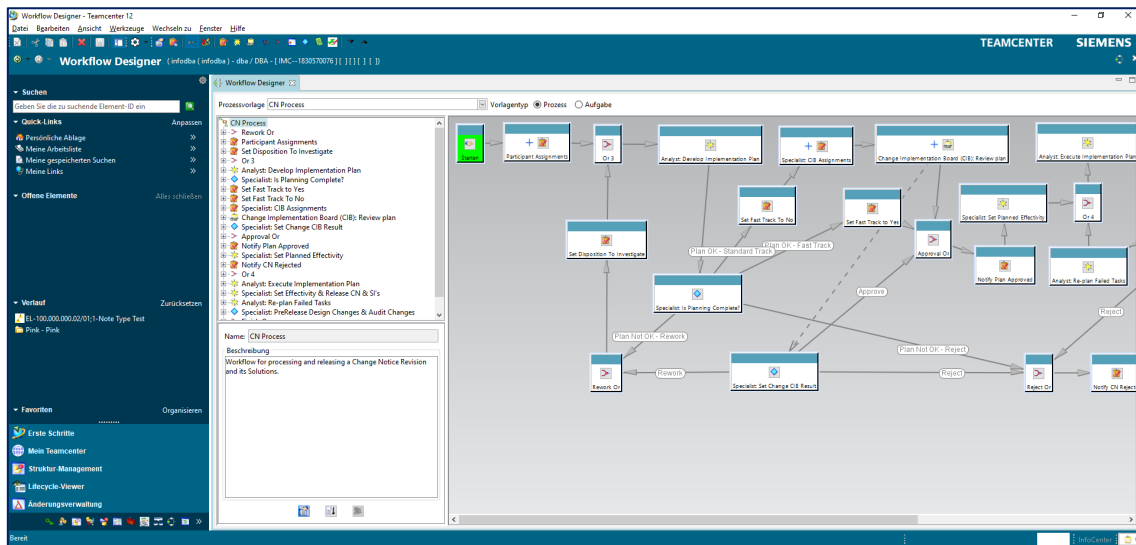 Workflow Designer - Teamcenter 12
Datei Bearbeiten Ansicht Werkzeuge Wechseln zu Fenster Hilfe
TEAMCENTER SIEMENS
Workflow Designer ( infodba ( infodba ) - dba / DBA - [ IMC--1830570076 ] [ ] [ ] [ ] [ ])
Suchen
Geben Sie die zu suchende Element-ID ein
Quick-Links Anpassen
Persönliche Ablage
Meine Arbeitsliste
Meine gespeicherten Suchen
Meine Links
Offene Elemente Alles schließen
Verlauf Zurücksetzen
EL-100.000.000.02/01;1-Note Type Test
Pink - Pink
Favoriten Organisieren
Erste Schritte
Mein Teamcenter
Struktur-Management
Lifecycle-Viewer
Änderungsverwaltung
Workflow Designer
Prozessvorlage CN Process Vorlagentyp Prozess Aufgabe
CN Process
Rework Or
Participant Assignments
Set Disposition To Investigate
Or 3
Analyst: Develop Implementation Plan
Specialist: Is Planning Complete?
Set Fast Track to Yes
Set Fast Track To No
Specialist: CIB Assignments
Change Implementation Board (CIB): Review plan
Specialist: Set Change CIB Result
Approval Or
Notify Plan Approved
Specialist: Set Planned Effectivity
Notify CN Rejected
Or 4
Analyst: Execute Implementation Plan
Specialist: Set Effectivity & Release CN & SI's
Analyst: Re-plan Failed Tasks
Specialist: PreRelease Design Changes & Audit Changes
Name: CN Process
Beschreibung
Workflow for processing and releasing a Change Notice Revision
and its Solutions.
Starten
Participant Assignments
Or 3
Analyst: Develop Implementation Plan
Specialist: CIB Assignments
Change Implementation Board (CIB): Review plan
Analyst: Execute Implementation Plan
Set Fast Track To No
Set Fast Track to Yes
Specialist: Set Planned Effectivity
Or 4
Set Disposition To Investigate
Plan OK - Standard Track
Plan OK - Fast Track
Approval Or
Notify Plan Approved
Analyst: Re-plan Failed Tasks
Specialist: Is Planning Complete?
Approve
Reject
Plan Not OK - Rework
Plan Not OK - Reject
Rework Or
Rework
Specialist: Set Change CIB Result
Reject
Reject Or
Notify CN Reject
Bereit
InfoCenter